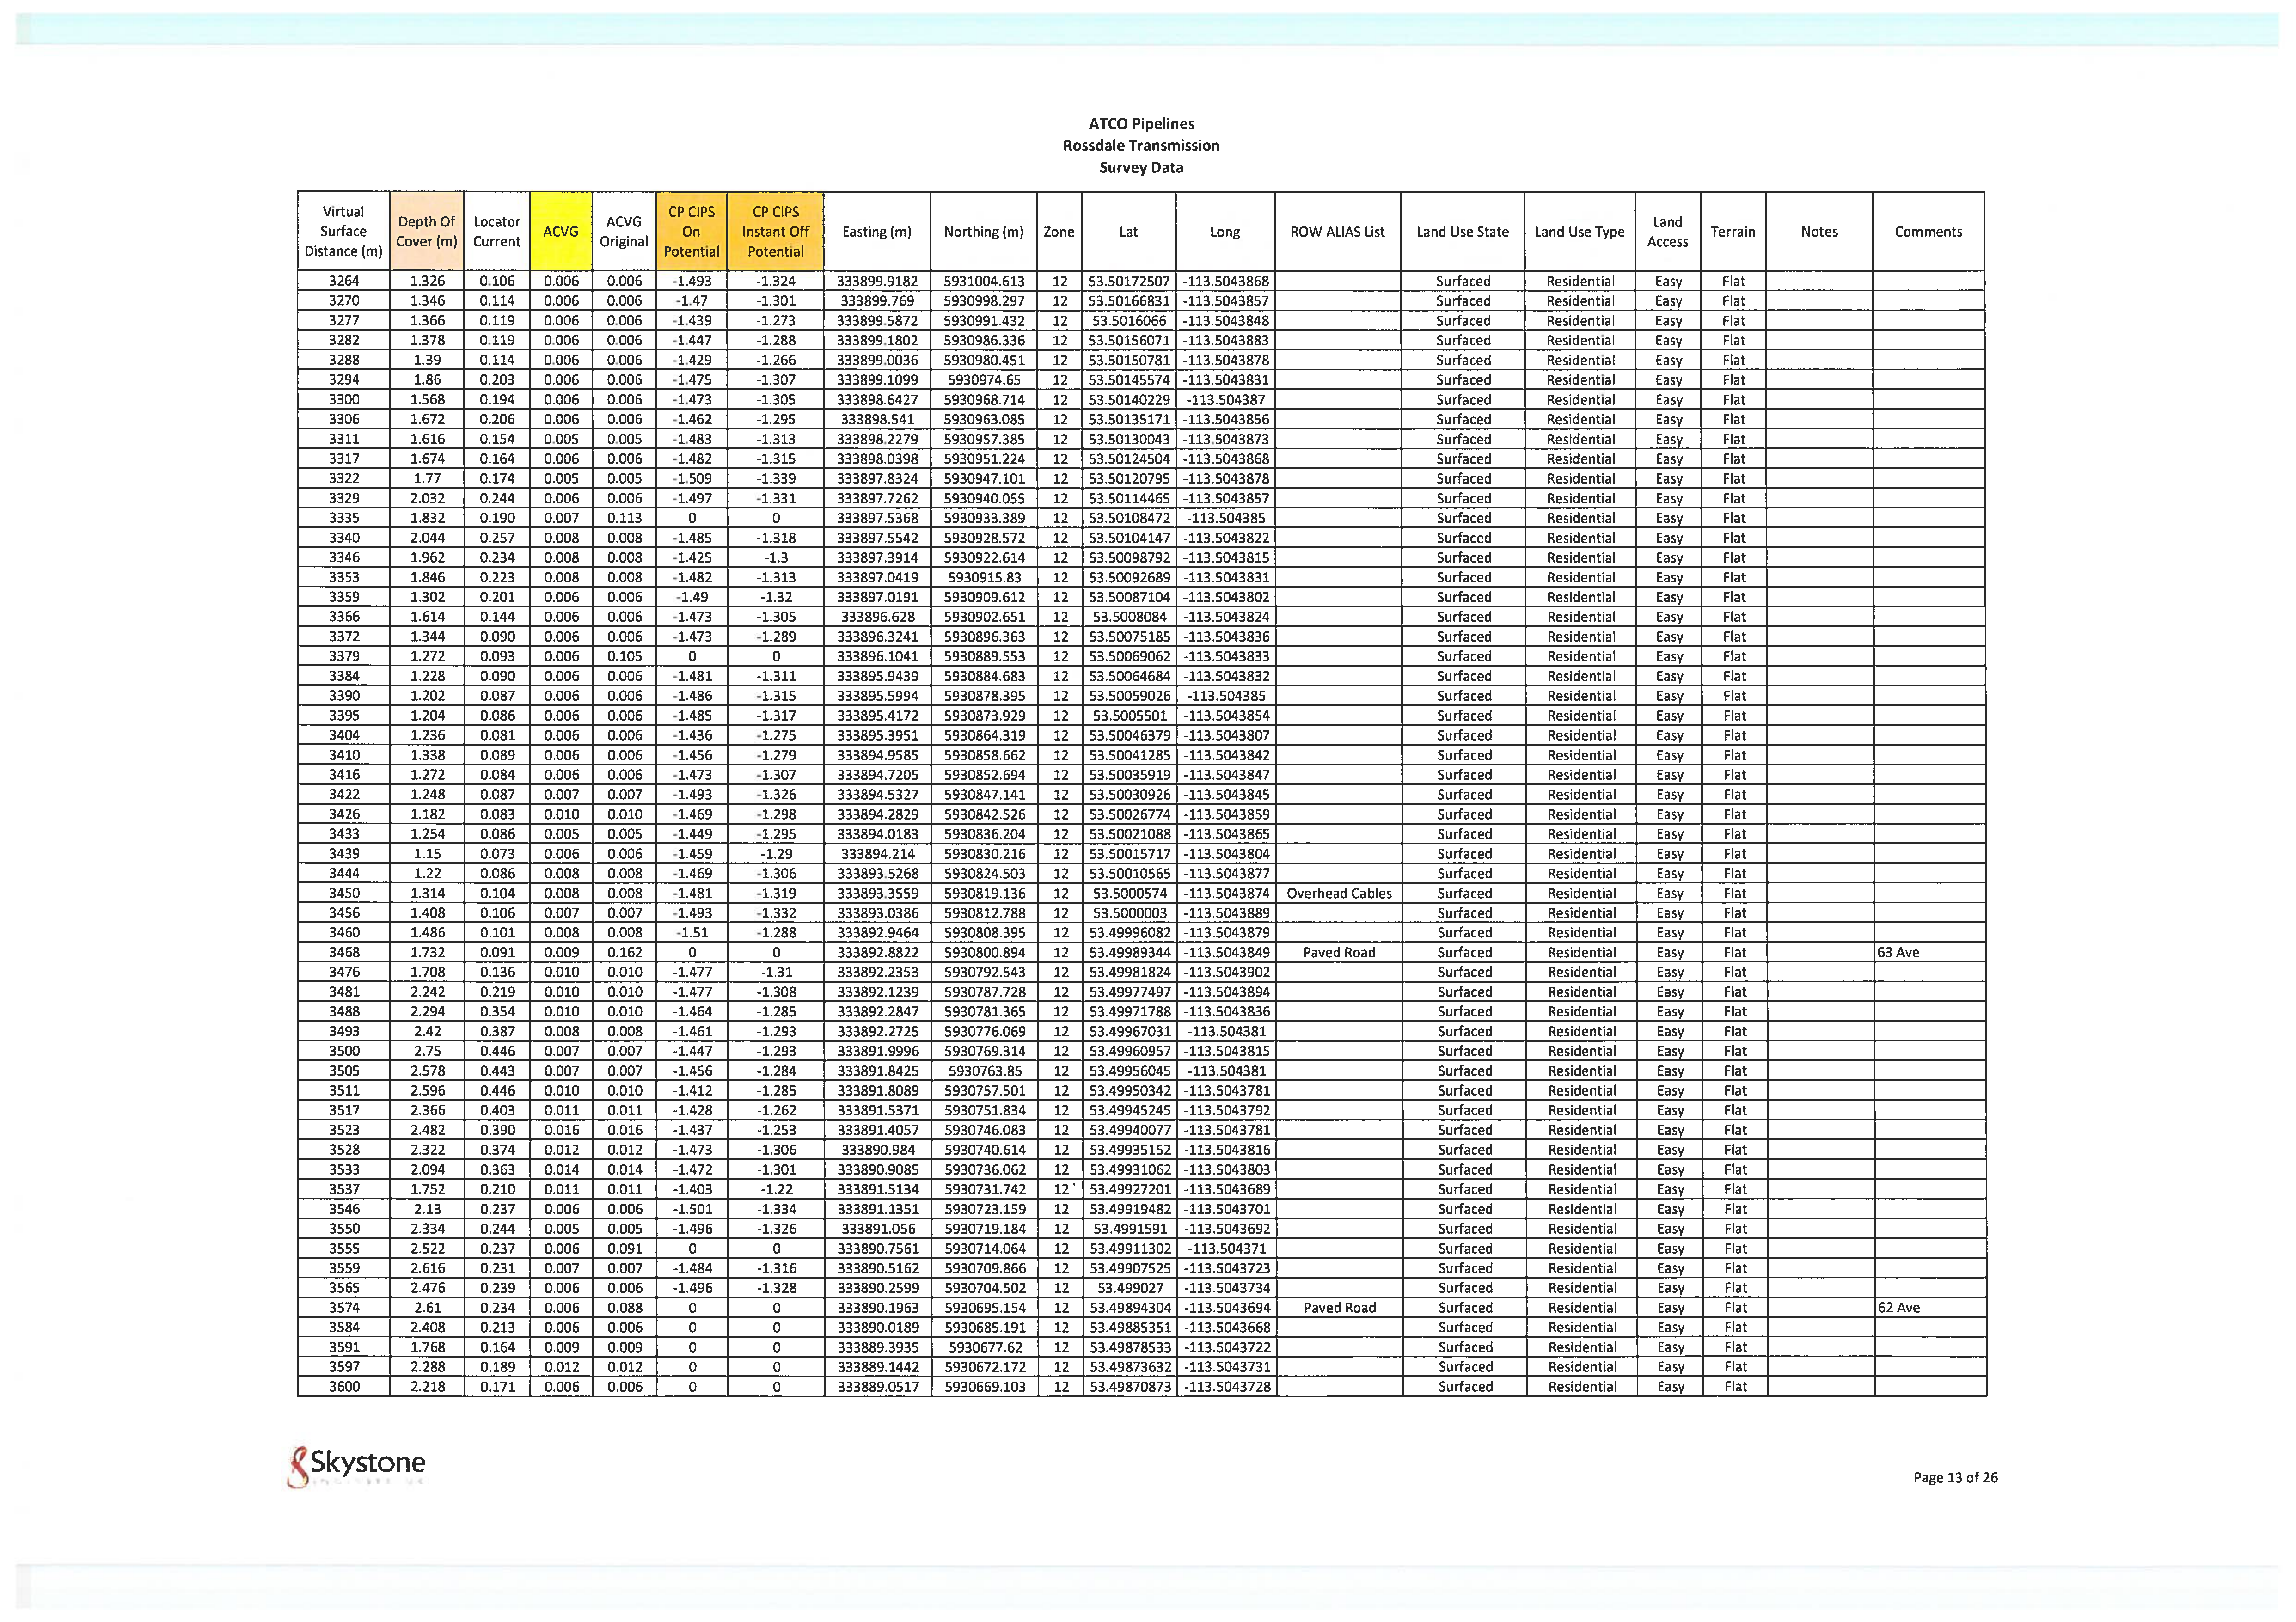 ATCO Pipelines
Rossdale Transmission
Survey Data
Virtual Surface Distance (m) Depth Of Cover (m) Locator Current ACVG ACVG Original CP CIPS On Potential CP CIPS Instant Off Potential Easting (m) Northing (m) Zone Lat Long ROW ALIAS List Land Use State Land Use Type Land Access Terrain Notes Comments
3264 1.326 0.106 0.006 0.006 -1.493 -1.324 333899.9182 5931004.613 12 53.50172507 -113.5043868 Surfaced Residential Easy Flat
3270 1.346 0.114 0.006 0.006 -1.47 -1.301 333899.769 5930998.297 12 53.50166831 -113.5043857 Surfaced Residential Easy Flat
3277 1.366 0.119 0.006 0.006 -1.439 -1.273 333899.5872 5930991.432 12 53.5016066 -113.5043848 Surfaced Residential Easy Flat
3282 1.378 0.119 0.006 0.006 -1.447 -1.288 333899.1802 5930986.336 12 53.50156071 -113.5043883 Surfaced Residential Easy Flat
3288 1.39 0.114 0.006 0.006 -1.429 -1.266 333899.0036 5930980.451 12 53.50150781 -113.5043878 Surfaced Residential Easy Flat
3294 1.86 0.203 0.006 0.006 -1.475 -1.307 333899.1099 5930974.65 12 53.50145574 -113.5043831 Surfaced Residential Easy Flat
3300 1.568 0.194 0.006 0.006 -1.473 -1.305 333898.6427 5930968.714 12 53.50140229 -113.504387 Surfaced Residential Easy Flat
3306 1.672 0.206 0.006 0.006 -1.462 -1.295 333898.541 5930963.085 12 53.50135171 -113.5043856 Surfaced Residential Easy Flat
3311 1.616 0.154 0.005 0.005 -1.483 -1.313 333898.2279 5930957.385 12 53.50130043 -113.5043873 Surfaced Residential Easy Flat
3317 1.674 0.164 0.006 0.006 -1.482 -1.315 333898.0398 5930951.224 12 53.50124504 -113.5043868 Surfaced Residential Easy Flat
3322 1.77 0.174 0.005 0.005 -1.509 -1.339 333897.8324 5930947.101 12 53.50120795 -113.5043878 Surfaced Residential Easy Flat
3329 2.032 0.244 0.006 0.006 -1.497 -1.331 333897.7262 5930940.055 12 53.50114465 -113.5043857 Surfaced Residential Easy Flat
3335 1.832 0.190 0.007 0.113 0 0 333897.5368 5930933.389 12 53.50108472 -113.504385 Surfaced Residential Easy Flat
3340 2.044 0.257 0.008 0.008 -1.485 -1.318 333897.5542 5930928.572 12 53.50104147 -113.5043822 Surfaced Residential Easy Flat
3346 1.962 0.234 0.008 0.008 -1.425 -1.3 333897.3914 5930922.614 12 53.50098792 -113.5043815 Surfaced Residential Easy Flat
3353 1.846 0.223 0.008 0.008 -1.482 -1.313 333897.0419 5930915.83 12 53.50092689 -113.5043831 Surfaced Residential Easy Flat
3359 1.302 0.201 0.006 0.006 -1.49 -1.32 333897.0191 5930909.612 12 53.50087104 -113.5043802 Surfaced Residential Easy Flat
3366 1.614 0.144 0.006 0.006 -1.473 -1.305 333896.628 5930902.651 12 53.5008084 -113.5043824 Surfaced Residential Easy Flat
3372 1.344 0.090 0.006 0.006 -1.473 -1.289 333896.3241 5930896.363 12 53.50075185 -113.5043836 Surfaced Residential Easy Flat
3379 1.272 0.093 0.006 0.105 0 0 333896.1041 5930889.553 12 53.50069062 -113.5043833 Surfaced Residential Easy Flat
3384 1.228 0.090 0.006 0.006 -1.481 -1.311 333895.9439 5930884.683 12 53.50064684 -113.5043832 Surfaced Residential Easy Flat
3390 1.202 0.087 0.006 0.006 -1.486 -1.315 333895.5994 5930878.395 12 53.50059026 -113.504385 Surfaced Residential Easy Flat
3395 1.204 0.086 0.006 0.006 -1.485 -1.317 333895.4172 5930873.929 12 53.5005501 -113.5043854 Surfaced Residential Easy Flat
3404 1.236 0.081 0.006 0.006 -1.436 -1.275 333895.3951 5930864.319 12 53.50046379 -113.5043807 Surfaced Residential Easy Flat
3410 1.338 0.089 0.006 0.006 -1.456 -1.279 333894.9585 5930858.662 12 53.50041285 -113.5043842 Surfaced Residential Easy Flat
3416 1.272 0.084 0.006 0.006 -1.473 -1.307 333894.7205 5930852.694 12 53.50035919 -113.5043847 Surfaced Residential Easy Flat
3422 1.248 0.087 0.007 0.007 -1.493 -1.326 333894.5327 5930847.141 12 53.50030926 -113.5043845 Surfaced Residential Easy Flat
3426 1.182 0.083 0.010 0.010 -1.469 -1.298 333894.2829 5930842.526 12 53.50026774 -113.5043859 Surfaced Residential Easy Flat
3433 1.254 0.086 0.005 0.005 -1.449 -1.295 333894.0183 5930836.204 12 53.50021088 -113.5043865 Surfaced Residential Easy Flat
3439 1.15 0.073 0.006 0.006 -1.459 -1.29 333894.214 5930830.216 12 53.50015717 -113.5043804 Surfaced Residential Easy Flat
3444 1.22 0.086 0.008 0.008 -1.469 -1.306 333893.5268 5930824.503 12 53.50010565 -113.5043877 Surfaced Residential Easy Flat
3450 1.314 0.104 0.008 0.008 -1.481 -1.319 333893.3559 5930819.136 12 53.5000574 -113.5043874 Overhead Cables Surfaced Residential Easy Flat
3456 1.408 0.106 0.007 0.007 -1.493 -1.332 333893.0386 5930812.788 12 53.5000003 -113.5043889 Surfaced Residential Easy Flat
3460 1.486 0.101 0.008 0.008 -1.51 -1.288 333892.9464 5930808.395 12 53.49996082 -113.5043879 Surfaced Residential Easy Flat
3468 1.732 0.091 0.009 0.162 0 0 333892.8822 5930800.894 12 53.49989344 -113.5043849 Paved Road Surfaced Residential Easy Flat 63 Ave
3476 1.708 0.136 0.010 0.010 -1.477 -1.31 333892.2353 5930792.543 12 53.49981824 -113.5043902 Surfaced Residential Easy Flat
3481 2.242 0.219 0.010 0.010 -1.477 -1.308 333892.1239 5930787.728 12 53.49977497 -113.5043894 Surfaced Residential Easy Flat
3488 2.294 0.354 0.010 0.010 -1.464 -1.285 333892.2847 5930781.365 12 53.49971788 -113.5043836 Surfaced Residential Easy Flat
3493 2.42 0.387 0.008 0.008 -1.461 -1.293 333892.2725 5930776.069 12 53.49967031 -113.504381 Surfaced Residential Easy Flat
3500 2.75 0.446 0.007 0.007 -1.447 -1.293 333891.9996 5930769.314 12 53.49960957 -113.5043815 Surfaced Residential Easy Flat
3505 2.578 0.443 0.007 0.007 -1.456 -1.284 333891.8425 5930763.85 12 53.49956045 -113.504381 Surfaced Residential Easy Flat
3511 2.596 0.446 0.010 0.010 -1.412 -1.285 333891.8089 5930757.501 12 53.49950342 -113.5043781 Surfaced Residential Easy Flat
3517 2.366 0.403 0.011 0.011 -1.428 -1.262 333891.5371 5930751.834 12 53.49945245 -113.5043792 Surfaced Residential Easy Flat
3523 2.482 0.390 0.016 0.016 -1.437 -1.253 333891.4057 5930746.083 12 53.49940077 -113.5043781 Surfaced Residential Easy Flat
3528 2.322 0.374 0.012 0.012 -1.473 -1.306 333890.984 5930740.614 12 53.49935152 -113.5043816 Surfaced Residential Easy Flat
3533 2.094 0.363 0.014 0.014 -1.472 -1.301 333890.9085 5930736.062 12 53.49931062 -113.5043803 Surfaced Residential Easy Flat
3537 1.752 0.210 0.011 0.011 -1.403 -1.22 333891.5134 5930731.742 12 53.49927201 -113.5043689 Surfaced Residential Easy Flat
3546 2.13 0.237 0.006 0.006 -1.501 -1.334 333891.1351 5930723.159 12 53.49919482 -113.5043701 Surfaced Residential Easy Flat
3550 2.334 0.244 0.005 0.005 -1.496 -1.326 333891.056 5930719.184 12 53.4991591 -113.5043692 Surfaced Residential Easy Flat
3555 2.522 0.237 0.006 0.091 0 0 333890.7561 5930714.064 12 53.49911302 -113.504371 Surfaced Residential Easy Flat
3559 2.616 0.231 0.007 0.007 -1.484 -1.316 333890.5162 5930709.866 12 53.49907525 -113.5043723 Surfaced Residential Easy Flat
3565 2.476 0.239 0.006 0.006 -1.496 -1.328 333890.2599 5930704.502 12 53.499027 -113.5043734 Surfaced Residential Easy Flat
3574 2.61 0.234 0.006 0.088 0 0 333890.1963 5930695.154 12 53.49894304 -113.5043694 Paved Road Surfaced Residential Easy Flat 62 Ave
3584 2.408 0.213 0.006 0.006 0 0 333890.0189 5930685.191 12 53.49885351 -113.5043668 Surfaced Residential Easy Flat
3591 1.768 0.164 0.009 0.009 0 0 333889.3935 5930677.62 12 53.49878533 -113.5043722 Surfaced Residential Easy Flat
3597 2.288 0.189 0.012 0.012 0 0 333889.1442 5930672.172 12 53.49873632 -113.5043731 Surfaced Residential Easy Flat
3600 2.218 0.171 0.006 0.006 0 0 333889.0517 5930669.103 12 53.49870873 -113.5043728 Surfaced Residential Easy Flat
Skystone
Page 13 of 26